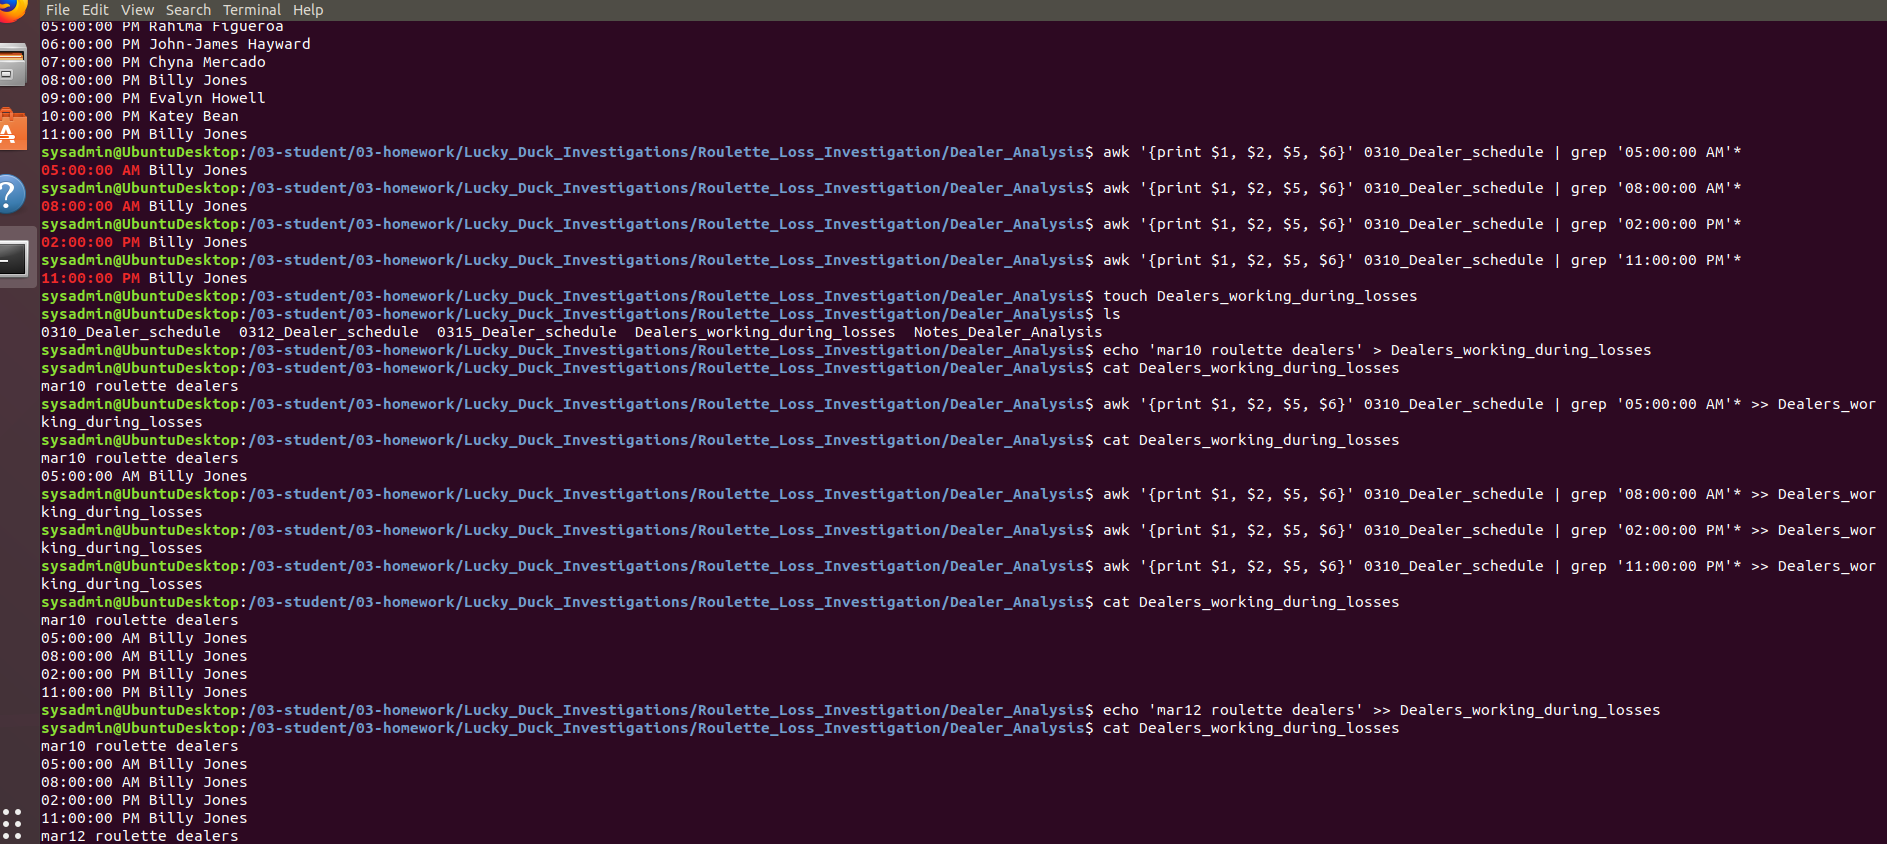 File Edit View Search Terminal Help
05:00:00 PM Rahima Figueroa
06:00:00 PM John-James Hayward
07:00:00 PM Chyna Mercado
08:00:00 PM Billy Jones
09:00:00 PM Evalyn Howell
10:00:00 PM Katey Bean
11:00:00 PM Billy Jones
sysadmin@UbuntuDesktop:/03-student/03-homework/Lucky_Duck_Investigations/Roulette_Loss_Investigation/Dealer_Analysis$ awk '{print $1, $2, $5, $6}' 0310_Dealer_schedule | grep '05:00:00 AM'*
05:00:00 AM Billy Jones
sysadmin@UbuntuDesktop:/03-student/03-homework/Lucky_Duck_Investigations/Roulette_Loss_Investigation/Dealer_Analysis$ awk '{print $1, $2, $5, $6}' 0310_Dealer_schedule | grep '08:00:00 AM'*
08:00:00 AM Billy Jones
sysadmin@UbuntuDesktop:/03-student/03-homework/Lucky_Duck_Investigations/Roulette_Loss_Investigation/Dealer_Analysis$ awk '{print $1, $2, $5, $6}' 0310_Dealer_schedule | grep '02:00:00 PM'*
02:00:00 PM Billy Jones
sysadmin@UbuntuDesktop:/03-student/03-homework/Lucky_Duck_Investigations/Roulette_Loss_Investigation/Dealer_Analysis$ awk '{print $1, $2, $5, $6}' 0310_Dealer_schedule | grep '11:00:00 PM'*
11:00:00 PM Billy Jones
sysadmin@UbuntuDesktop:/03-student/03-homework/Lucky_Duck_Investigations/Roulette_Loss_Investigation/Dealer_Analysis$ touch Dealers_working_during_losses
sysadmin@UbuntuDesktop:/03-student/03-homework/Lucky_Duck_Investigations/Roulette_Loss_Investigation/Dealer_Analysis$ ls
0310_Dealer_schedule 0312_Dealer_schedule 0315_Dealer_schedule Dealers_working_during_losses Notes_Dealer_Analysis
sysadmin@UbuntuDesktop:/03-student/03-homework/Lucky_Duck_Investigations/Roulette_Loss_Investigation/Dealer_Analysis$ echo 'mar10 roulette dealers' > Dealers_working_during_losses
sysadmin@UbuntuDesktop:/03-student/03-homework/Lucky_Duck_Investigations/Roulette_Loss_Investigation/Dealer_Analysis$ cat Dealers_working_during_losses
mar10 roulette dealers
sysadmin@UbuntuDesktop:/03-student/03-homework/Lucky_Duck_Investigations/Roulette_Loss_Investigation/Dealer_Analysis$ awk '{print $1, $2, $5, $6}' 0310_Dealer_schedule | grep '05:00:00 AM'* >> Dealers_wor
king_during_losses
sysadmin@UbuntuDesktop:/03-student/03-homework/Lucky_Duck_Investigations/Roulette_Loss_Investigation/Dealer_Analysis$ cat Dealers_working_during_losses
mar10 roulette dealers
05:00:00 AM Billy Jones
sysadmin@UbuntuDesktop:/03-student/03-homework/Lucky_Duck_Investigations/Roulette_Loss_Investigation/Dealer_Analysis$ awk '{print $1, $2, $5, $6}' 0310_Dealer_schedule | grep '08:00:00 AM'* >> Dealers_wor
king_during_losses
sysadmin@UbuntuDesktop:/03-student/03-homework/Lucky_Duck_Investigations/Roulette_Loss_Investigation/Dealer_Analysis$ awk '{print $1, $2, $5, $6}' 0310_Dealer_schedule | grep '02:00:00 PM'* >> Dealers_wor
king_during_losses
sysadmin@UbuntuDesktop:/03-student/03-homework/Lucky_Duck_Investigations/Roulette_Loss_Investigation/Dealer_Analysis$ awk '{print $1, $2, $5, $6}' 0310_Dealer_schedule | grep '11:00:00 PM'* >> Dealers_wor
king_during_losses
sysadmin@UbuntuDesktop:/03-student/03-homework/Lucky_Duck_Investigations/Roulette_Loss_Investigation/Dealer_Analysis$ cat Dealers_working_during_losses
mar10 roulette dealers
05:00:00 AM Billy Jones
08:00:00 AM Billy Jones
02:00:00 PM Billy Jones
11:00:00 PM Billy Jones
sysadmin@UbuntuDesktop:/03-student/03-homework/Lucky_Duck_Investigations/Roulette_Loss_Investigation/Dealer_Analysis$ echo 'mar12 roulette dealers' >> Dealers_working_during_losses
sysadmin@UbuntuDesktop:/03-student/03-homework/Lucky_Duck_Investigations/Roulette_Loss_Investigation/Dealer_Analysis$ cat Dealers_working_during_losses
mar10 roulette dealers
05:00:00 AM Billy Jones
08:00:00 AM Billy Jones
02:00:00 PM Billy Jones
11:00:00 PM Billy Jones
mar12 roulette dealers